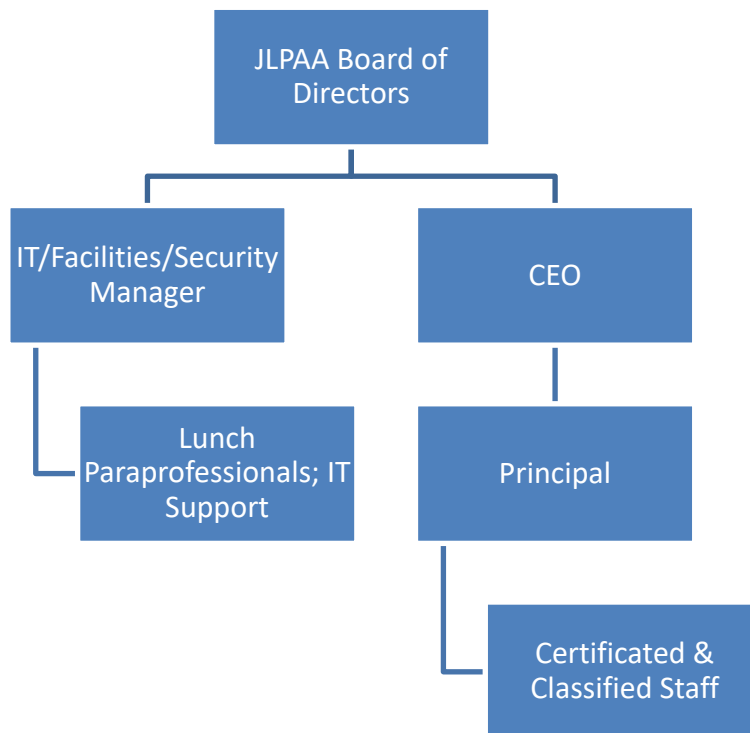 JLPAA Board of
Directors
IT/Facilities/Security
Manager
CEO
Lunch
Paraprofessionals; IT
Support
Principal
Certificated &
Classified Staff